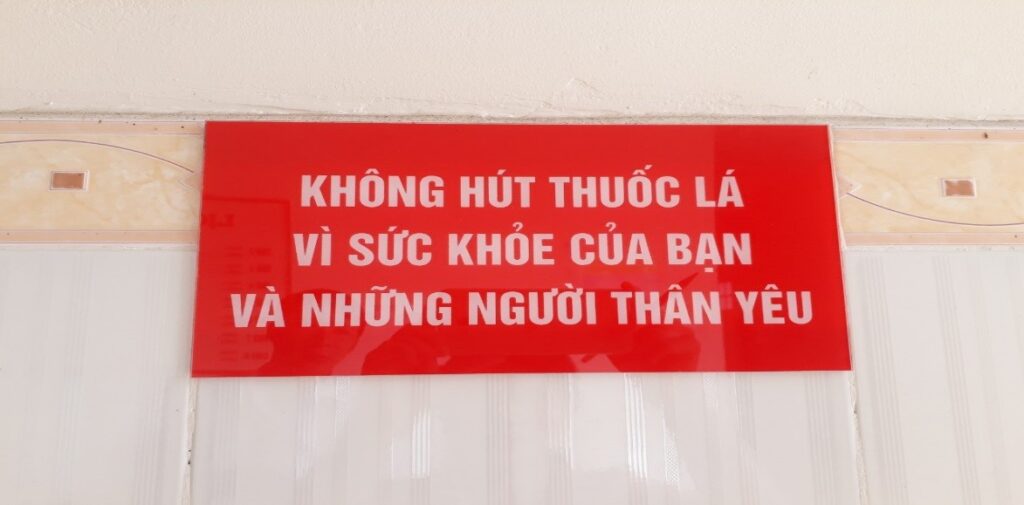 KHÔNG HÚT THUỐC LÁ
VÌ SỨC KHỎE CỦA BẠN
VÀ NHỮNG NGƯỜI THÂN YÊU